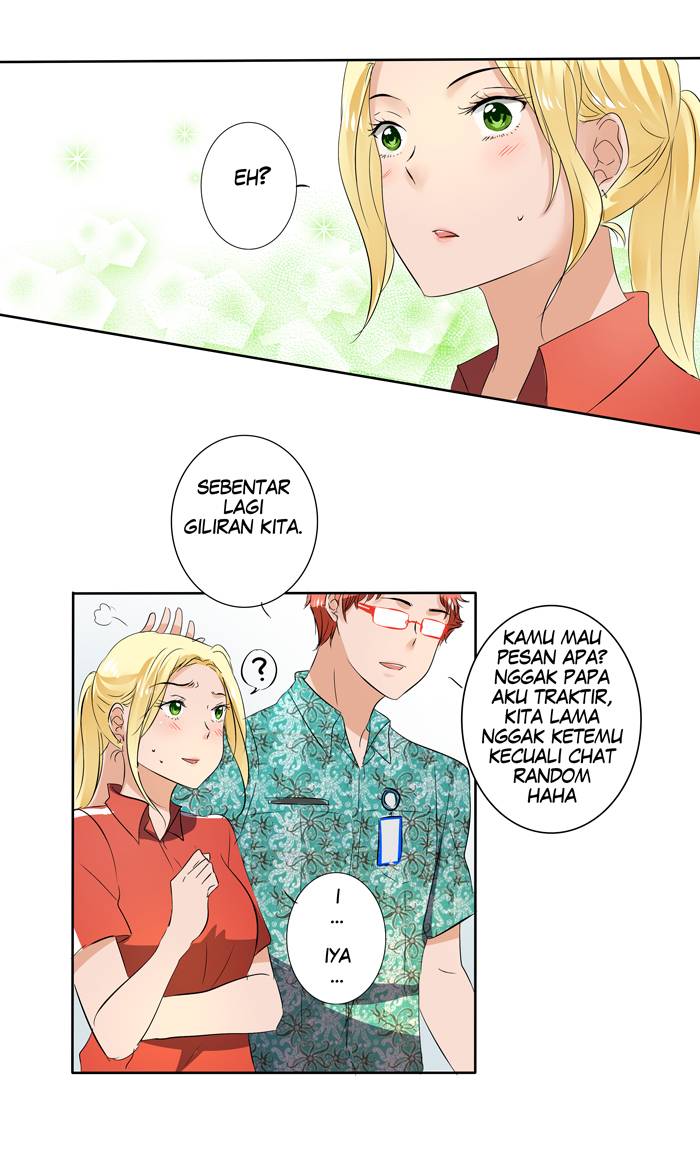 EH?
SEBENTAR
LAGI
GILIRAN KITA.
?
KAMU MAU
PESAN APA?
NGGAK PAPA
AKU TRAKTIR,
KITA LAMA
NGGAK KETEMU
KECUALI CHAT
RANDOM
HAHA
I
...
IYA
...